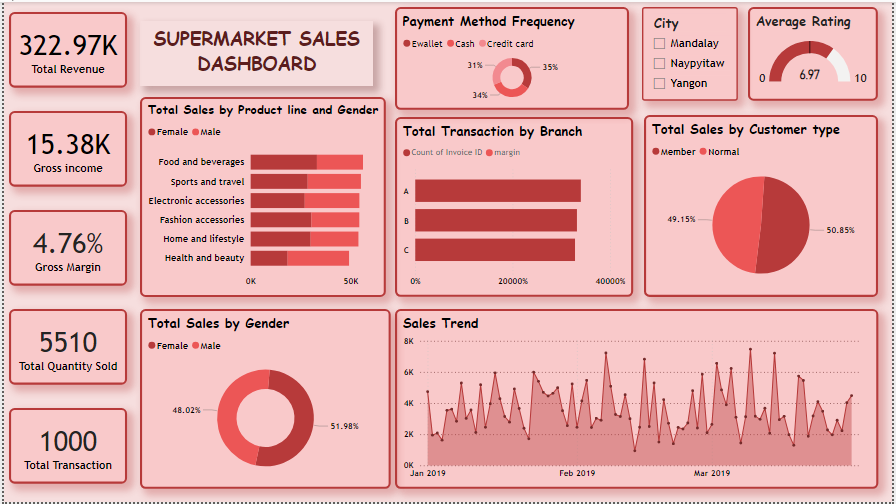 322.97K
Total Revenue
15.38K
Gross income
4.76%
Gross Margin
5510
Total Quantity Sold
1000
Total Transaction
SUPERMARKET SALES
DASHBOARD
Total Sales by Product line and Gender
Female Male
Food and beverages
Sports and travel
Electronic accessories
Fashion accessories
Home and lifestyle
Health and beauty
0K 50K
Payment Method Frequency
Ewallet Cash Credit card
31%
35%
34%
City
Mandalay
Naypyitaw
Yangon
Average Rating
0 6.97 10
Total Transaction by Branch
Count of Invoice ID margin
A
B
C
0% 20000% 40000%
Total Sales by Customer type
Member Normal
49.15%
50.85%
Total Sales by Gender
Female Male
48.02%
51.98%
Sales Trend
8K
6K
4K
2K
0K
Jan 2019 Feb 2019 Mar 2019